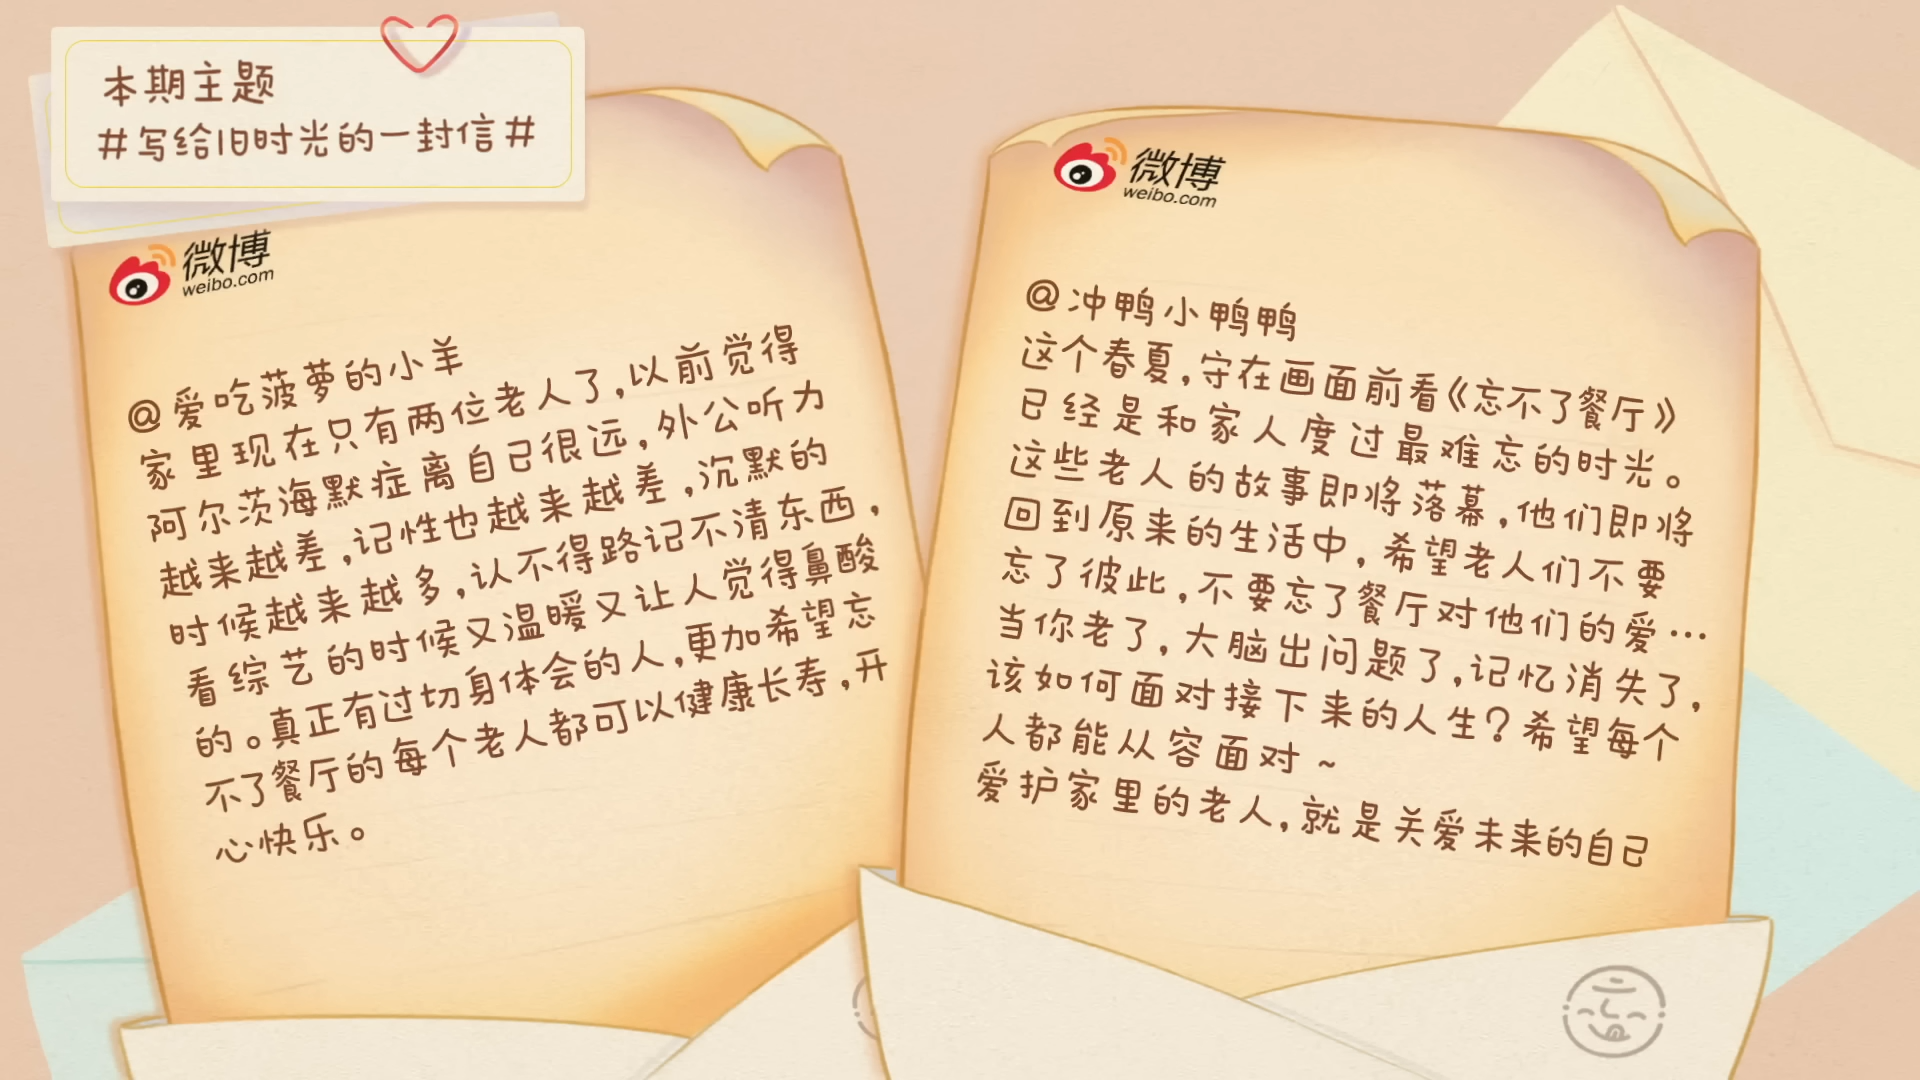 本期主题
#写给旧时光的一封信#
微博
weibo.com
@爱吃菠萝的小羊
家里现在只有两位老人了,以前觉得
阿尔茨海默症离自己很远,外公听力
越来越差,记性也越来越差,沉默的
时候越来越多,认不得路记不清东西,
看综艺的时候又温暖又让人觉得鼻酸
的。真正有过切身体会的人,更加希望忘
不了餐厅的每个老人都可以健康长寿,开
心快乐。
微博
weibo.com
@冲鸭小鸭鸭
这个春夏,守在画面前看《忘不了餐厅》
已经是和家人度过最难忘的时光。
这些老人的故事即将落幕,他们即将
回到原来的生活中,希望老人们不要
忘了彼此,不要忘了餐厅对他们的爱…
当你老了,大脑出问题了,记忆消失了,
该如何面对接下来的人生?希望每个
人都能从容面对~
爱护家里的老人,就是关爱未来的自己